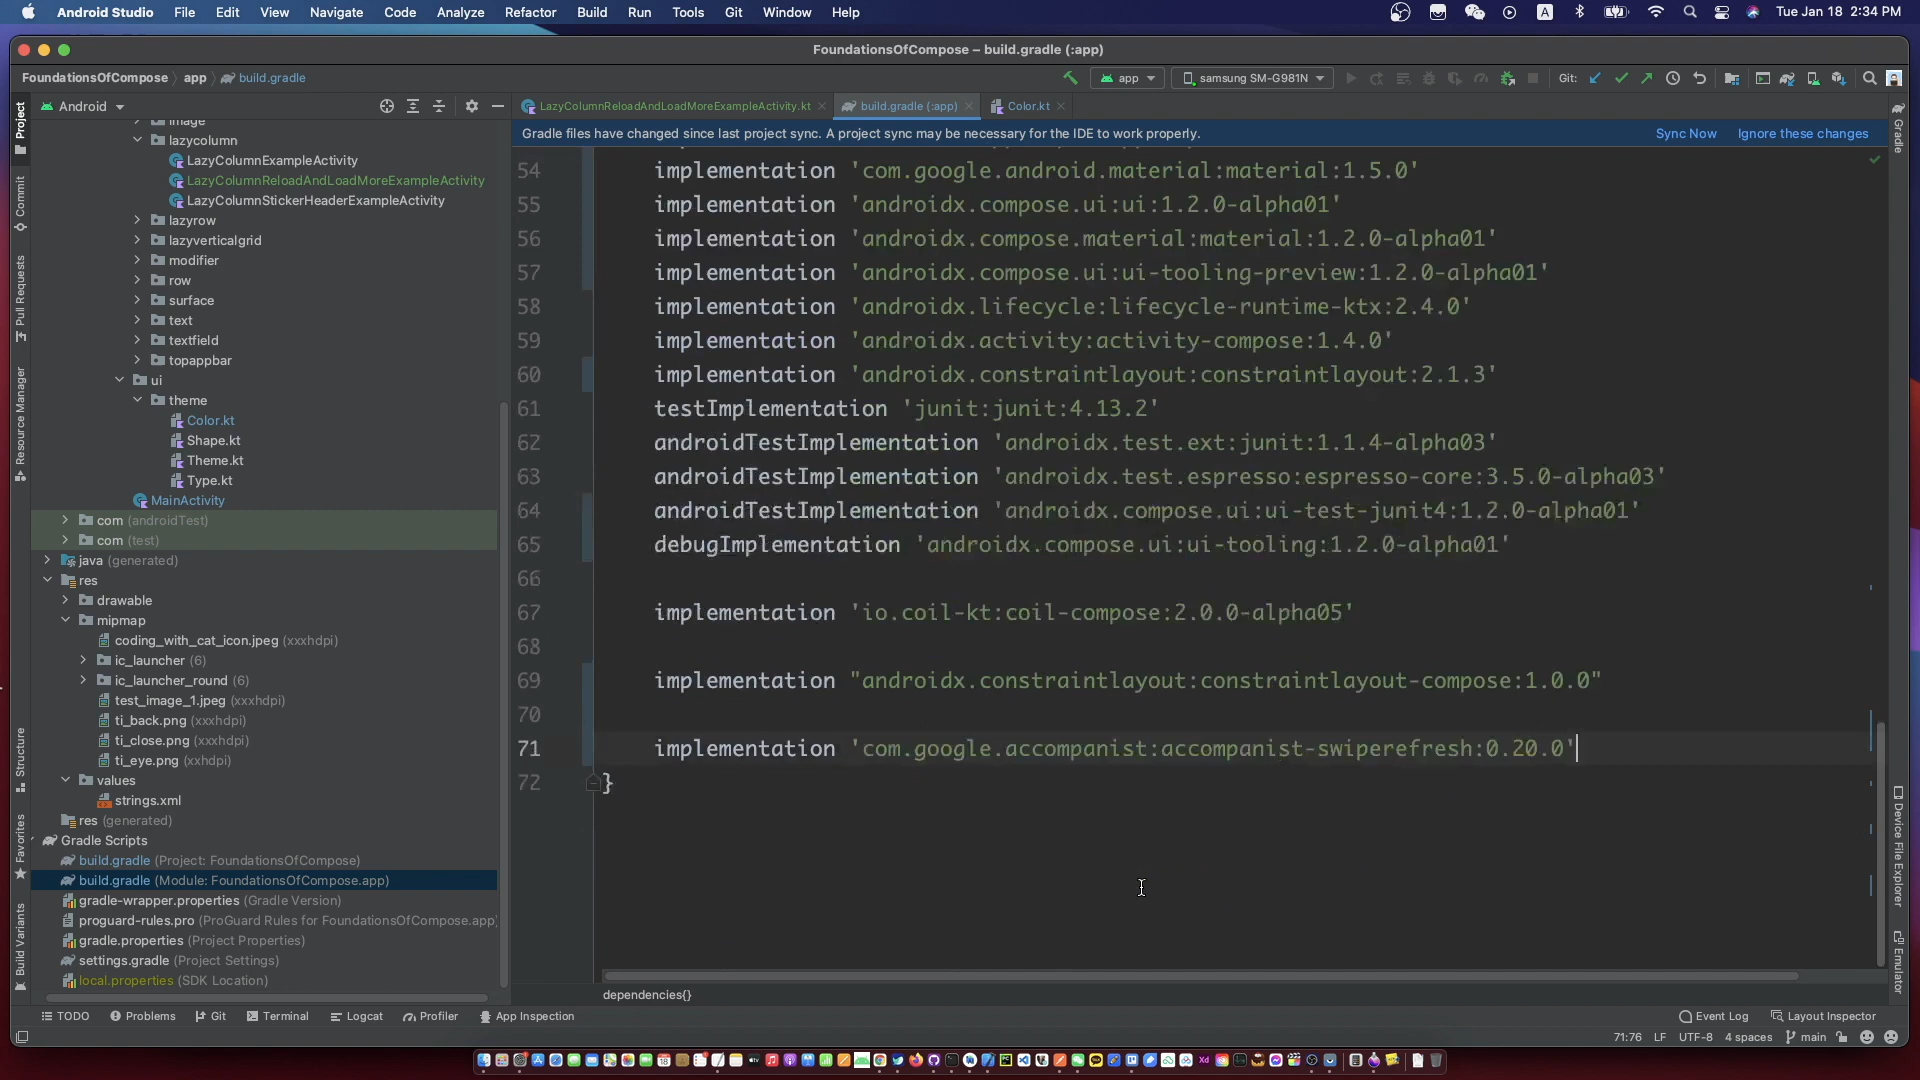 Android Studio File Edit View Navigate Code Analyze Refactor Build Run Tools Git Window Help A Tue Jan 18 2:34 PM
FoundationsOfCompose – build.gradle (:app)
FoundationsOfCompose app build.gradle
app samsung SM-G981N Git:
Android
LazyColumnReloadAndLoadMoreExampleActivity.kt build.gradle (:app) Color.kt
Gradle files have changed since last project sync. A project sync may be necessary for the IDE to work properly. Sync Now Ignore these changes
Project
Commit
Pull Requests
Resource Manager
Structure
Favorites
Build Variants
image
lazycolumn
LazyColumnExampleActivity
LazyColumnReloadAndLoadMoreExampleActivity
LazyColumnStickerHeaderExampleActivity
lazyrow
lazyverticalgrid
modifier
row
surface
text
textfield
topappbar
ui
theme
Color.kt
Shape.kt
Theme.kt
Type.kt
MainActivity
com (androidTest)
com (test)
java (generated)
res
drawable
mipmap
coding_with_cat_icon.jpeg (xxxhdpi)
ic_launcher (6)
ic_launcher_round (6)
test_image_1.jpeg (xxxhdpi)
ti_back.png (xxxhdpi)
ti_close.png (xxxhdpi)
ti_eye.png (xxxhdpi)
values
strings.xml
res (generated)
Gradle Scripts
build.gradle (Project: FoundationsOfCompose)
build.gradle (Module: FoundationsOfCompose.app)
gradle-wrapper.properties (Gradle Version)
proguard-rules.pro (ProGuard Rules for FoundationsOfCompose.app)
gradle.properties (Project Properties)
settings.gradle (Project Settings)
local.properties (SDK Location)
54 implementation 'com.google.android.material:material:1.5.0'
55 implementation 'androidx.compose.ui:ui:1.2.0-alpha01'
56 implementation 'androidx.compose.material:material:1.2.0-alpha01'
57 implementation 'androidx.compose.ui:ui-tooling-preview:1.2.0-alpha01'
58 implementation 'androidx.lifecycle:lifecycle-runtime-ktx:2.4.0'
59 implementation 'androidx.activity:activity-compose:1.4.0'
60 implementation 'androidx.constraintlayout:constraintlayout:2.1.3'
61 testImplementation 'junit:junit:4.13.2'
62 androidTestImplementation 'androidx.test.ext:junit:1.1.4-alpha03'
63 androidTestImplementation 'androidx.test.espresso:espresso-core:3.5.0-alpha03'
64 androidTestImplementation 'androidx.compose.ui:ui-test-junit4:1.2.0-alpha01'
65 debugImplementation 'androidx.compose.ui:ui-tooling:1.2.0-alpha01'
66
67 implementation 'io.coil-kt:coil-compose:2.0.0-alpha05'
68
69 implementation "androidx.constraintlayout:constraintlayout-compose:1.0.0"
70
71 implementation 'com.google.accompanist:accompanist-swiperefresh:0.20.0'
72 }
Gradle
Device File Explorer
Emulator
dependencies{}
TODO Problems Git Terminal Logcat Profiler App Inspection Event Log Layout Inspector
71:76 LF UTF-8 4 spaces main